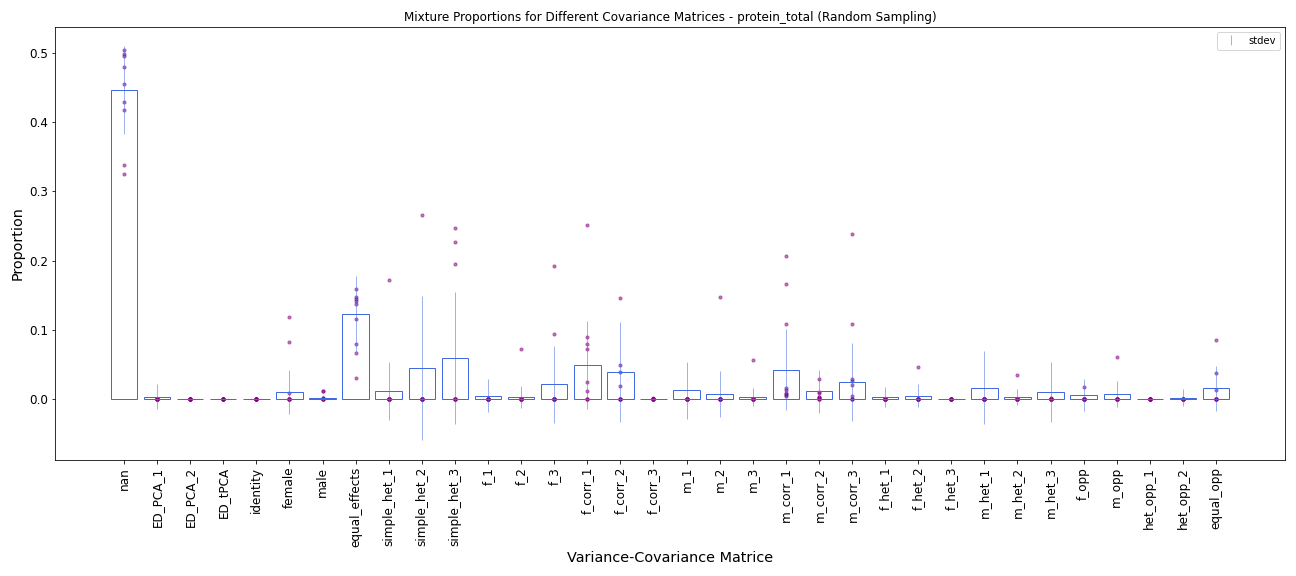 Mixture Proportions for Different Covariance Matrices - protein_total (Random Sampling)
stdev
0.5
0.4
0.3
0.2
0.1
0.0
Proportion
nan
ED_PCA_1
ED_PCA_2
ED_tPCA
identity
female
male
equal_effects
simple_het_1
simple_het_2
simple_het_3
f_1
f_2
f_3
f_corr_1
f_corr_2
f_corr_3
m_1
m_2
m_3
m_corr_1
m_corr_2
m_corr_3
f_het_1
f_het_2
f_het_3
m_het_1
m_het_2
m_het_3
f_opp
m_opp
het_opp_1
het_opp_2
equal_opp
Variance-Covariance Matrice